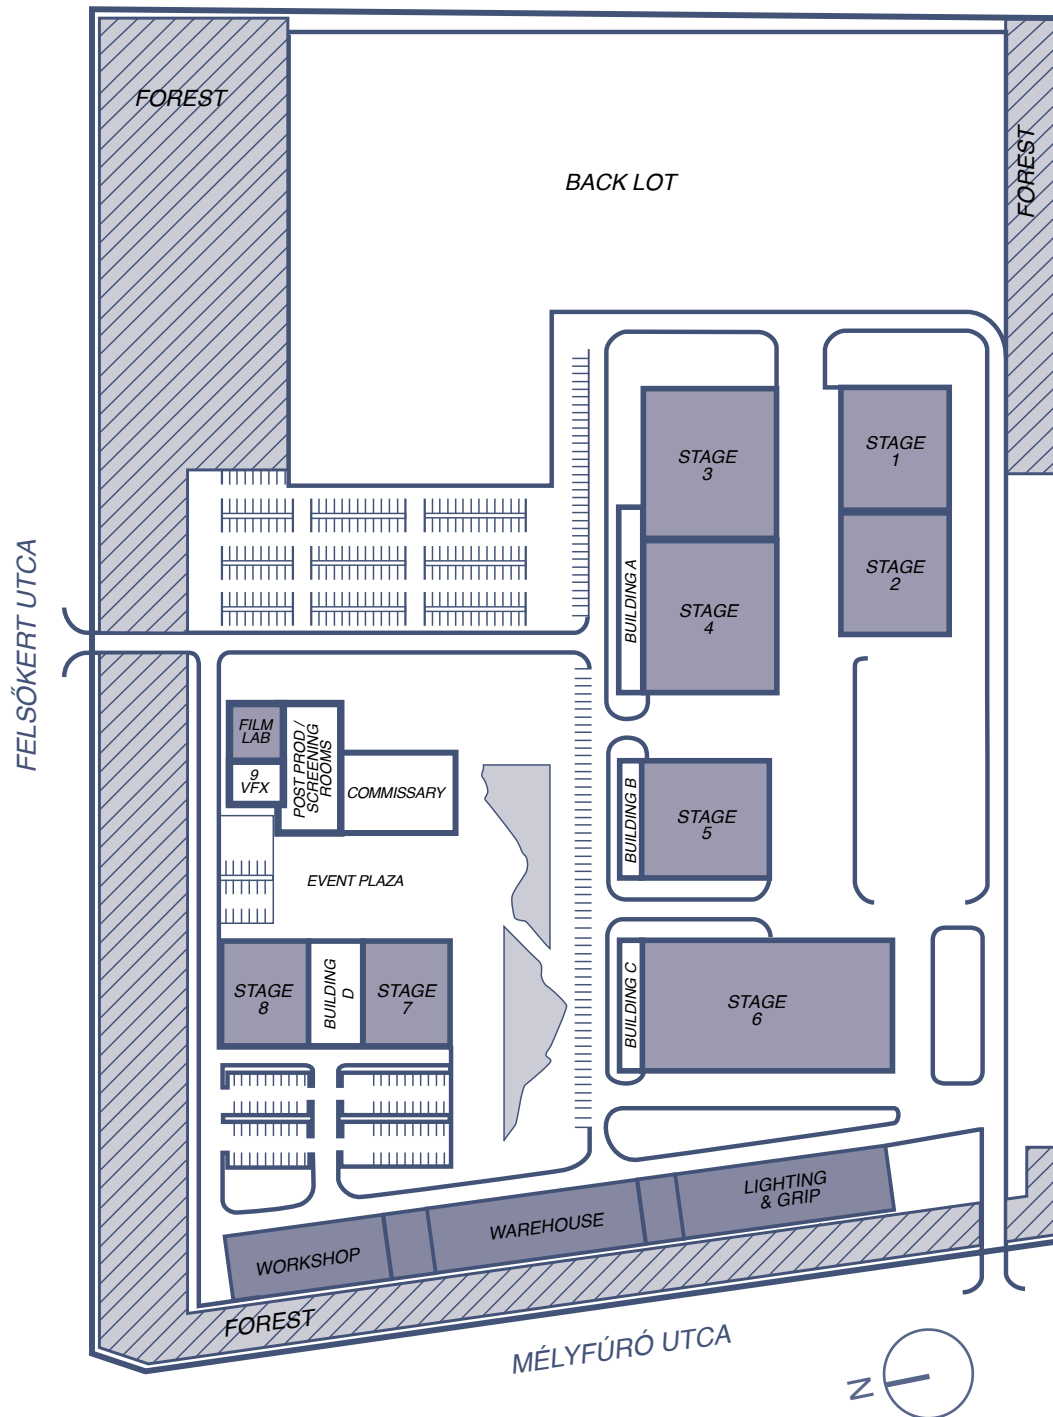 FOREST
BACK LOT
FOREST
STAGE
3
STAGE
1
STAGE
2
BUILDING A
STAGE
4
FELSŐKERT UTCA
FILM
LAB
9
VFX
POST PROD /
SCREENING
ROOMS
COMMISSARY
BUILDING B
STAGE
5
EVENT PLAZA
STAGE
8
BUILDING
D
STAGE
7
BUILDING C
STAGE
6
LIGHTING
& GRIP
WAREHOUSE
WORKSHOP
FOREST
MÉLYFÚRÓ UTCA
N